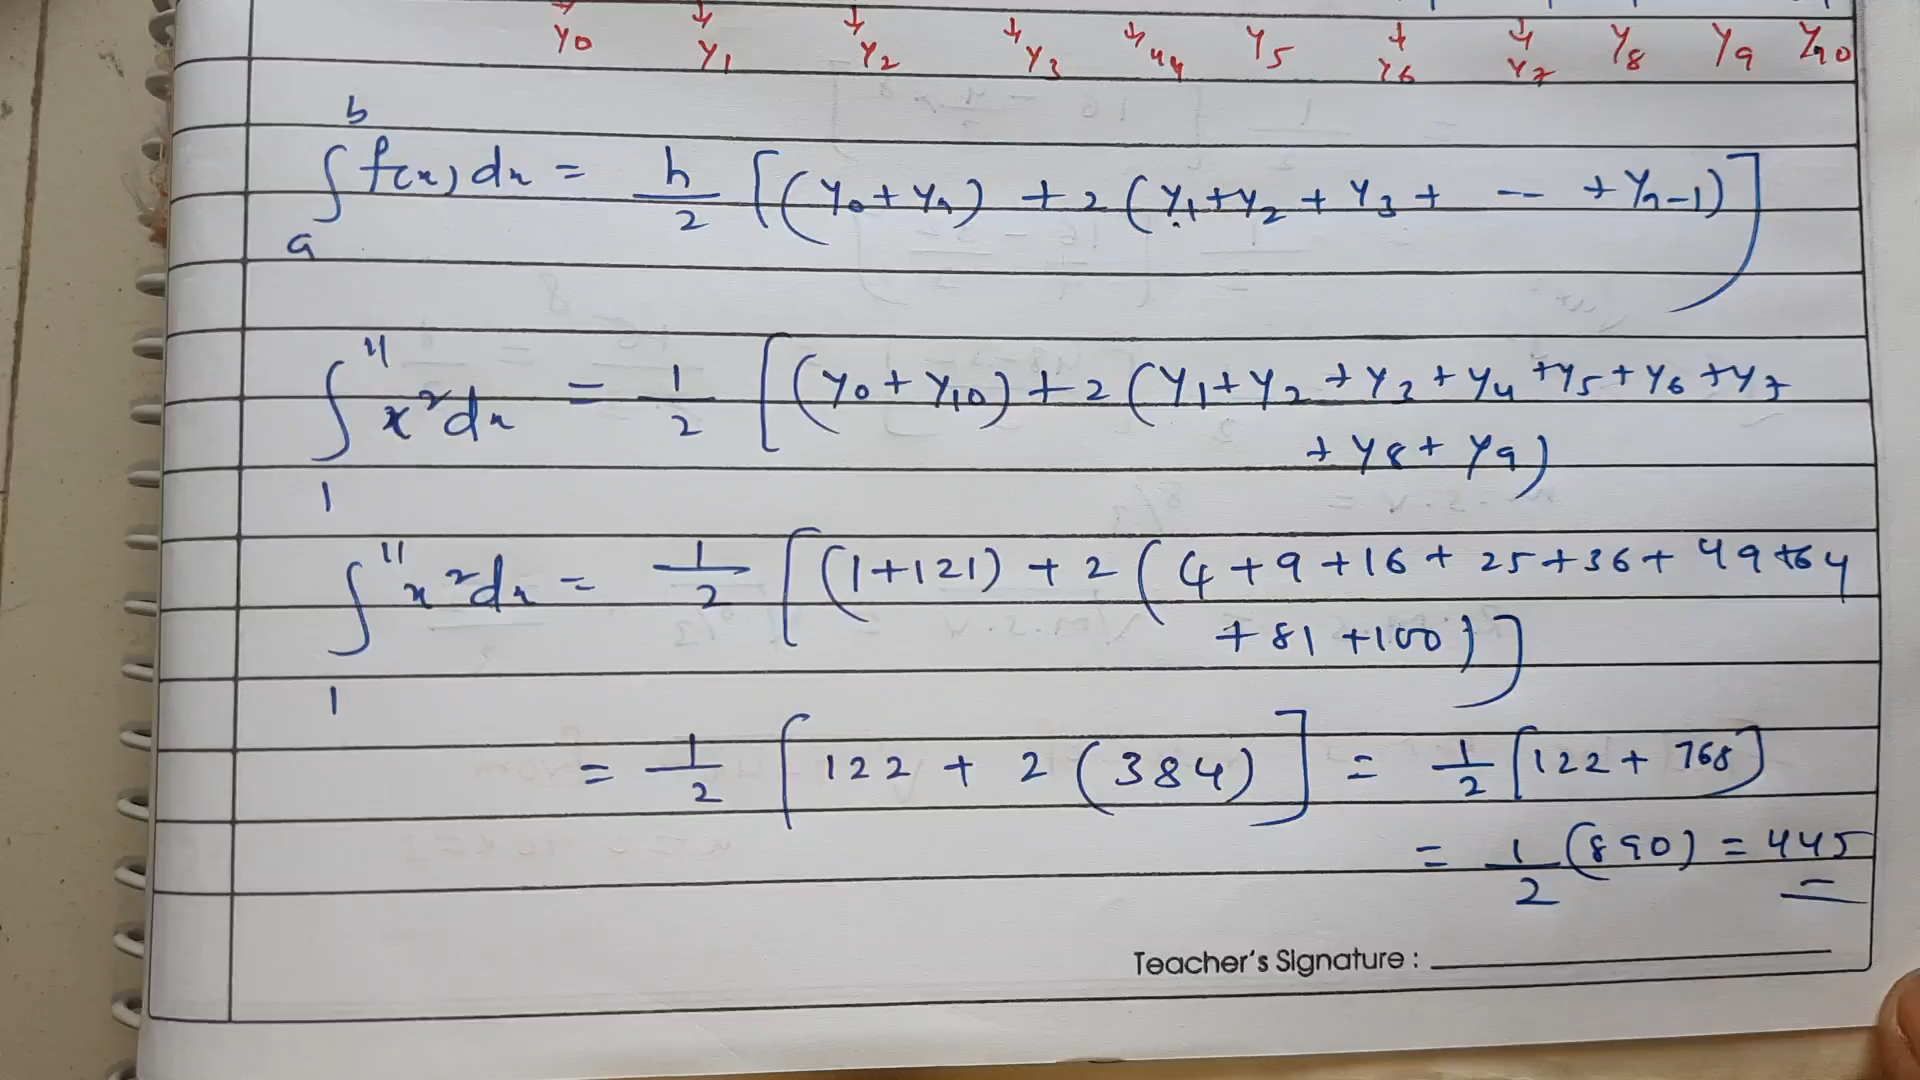 y0 y1 y2 y3 y4 y5 y6 y7 y8 y9 y10
∫_a^b f(x) dx = h/2 [(y0 + yn) + 2 (y1 + y2 + y3 + -- + yn-1)]
∫_1^11 x² dx = 1/2 [(y0 + y10) + 2 (y1 + y2 + y3 + y4 + y5 + y6 + y7
+ y8 + y9)
∫_1^11 x² dx = 1/2 [(1+121) + 2 (4 + 9 + 16 + 25 + 36 + 49 + 64
+ 81 + 100)]
= 1/2 [122 + 2 (384)] = 1/2 [122 + 768]
= 1/2 (890) = 445
Teacher's Signature :